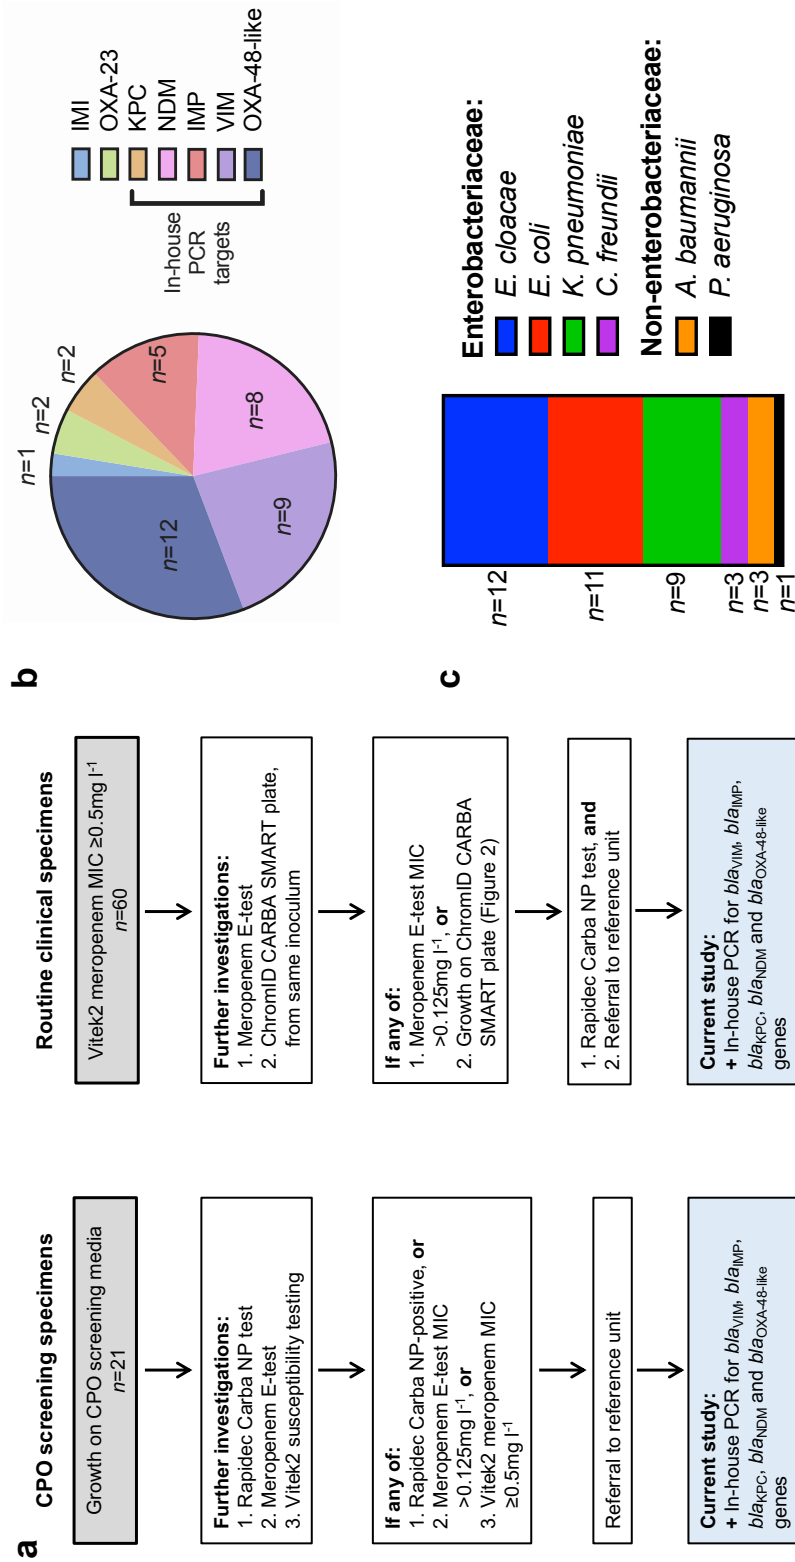 a
CPO screening specimens
Growth on CPO screening media
n=21
Further investigations:
1. Rapidec Carba NP test
2. Meropenem E-test
3. Vitek2 susceptibility testing
If any of:
1. Rapidec Carba NP-positive, or
2. Meropenem E-test MIC
>0.125mg l⁻¹, or
3. Vitek2 meropenem MIC
≥0.5mg l⁻¹
Referral to reference unit
Current study:
+ In-house PCR for blaVIM, blaIMP,
blaKPC, blaNDM and blaOXA-48-like
genes
Routine clinical specimens
Vitek2 meropenem MIC ≥0.5mg l⁻¹
n=60
Further investigations:
1. Meropenem E-test
2. ChromID CARBA SMART plate,
from same inoculum
If any of:
1. Meropenem E-test MIC
>0.125mg l⁻¹, or
2. Growth on ChromID CARBA
SMART plate (Figure 2)
1. Rapidec Carba NP test, and
2. Referral to reference unit
Current study:
+ In-house PCR for blaVIM, blaIMP,
blaKPC, blaNDM and blaOXA-48-like
genes
b
n=1
n=2
n=2
n=5
n=8
n=9
n=12
In-house
PCR
targets
IMI
OXA-23
KPC
NDM
IMP
VIM
OXA-48-like
c
n=12
n=11
n=9
n=3
n=3
n=1
Enterobacteriaceae:
E. cloacae
E. coli
K. pneumoniae
C. freundii
Non-enterobacteriaceae:
A. baumannii
P. aeruginosa